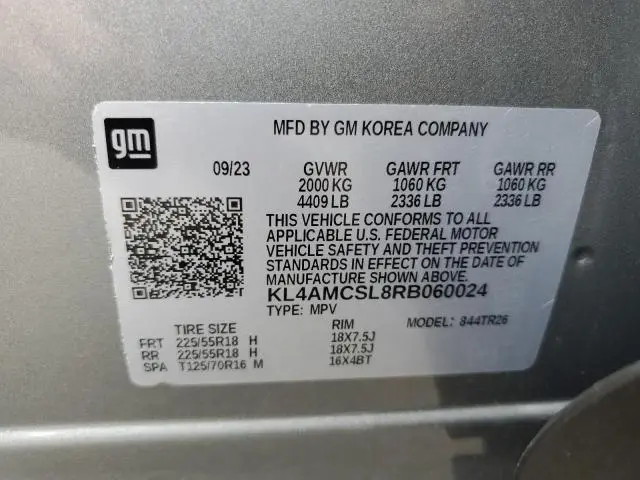 gm
MFD BY GM KOREA COMPANY
09/23 GVWR GAWR FRT GAWR RR
2000 KG 1060 KG 1060 KG
4409 LB 2336 LB 2336 LB
THIS VEHICLE CONFORMS TO ALL
APPLICABLE U.S. FEDERAL MOTOR
VEHICLE SAFETY AND THEFT PREVENTION
STANDARDS IN EFFECT ON THE DATE
OF MANUFACTURE SHOWN ABOVE.
KL4AMCSL8RB060024
TYPE: MPV MODEL: 844TR26
TIRE SIZE RIM
FRT 225/55R18 H 18X7.5J
RR 225/55R18 H 18X7.5J
SPA T125/70R16 M 16X4BT